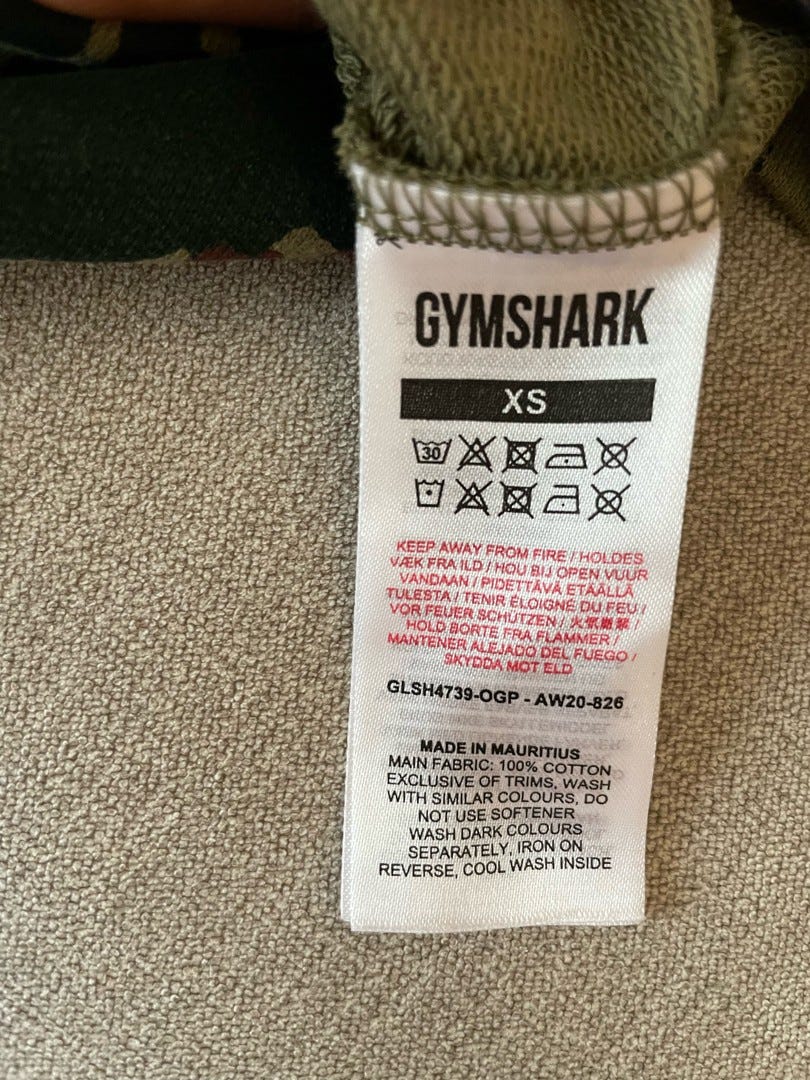 GYMSHARK
XS
30
KEEP AWAY FROM FIRE / HOLDES
VÆK FRA ILD / HOU BIJ OPEN VUUR
VANDAAN / PIDETTÄVÄ ETÄÄLLÄ
TULESTA / TENIR ÉLOIGNÉ DU FEU /
VOR FEUER SCHÜTZEN / 火気厳禁 /
HOLD BORTE FRA FLAMMER /
MANTENER ALEJADO DEL FUEGO /
SKYDDA MOT ELD
GLSH4739-OGP - AW20-826
MADE IN MAURITIUS
MAIN FABRIC: 100% COTTON
EXCLUSIVE OF TRIMS, WASH
WITH SIMILAR COLOURS, DO
NOT USE SOFTENER
WASH DARK COLOURS
SEPARATELY, IRON ON
REVERSE, COOL WASH INSIDE